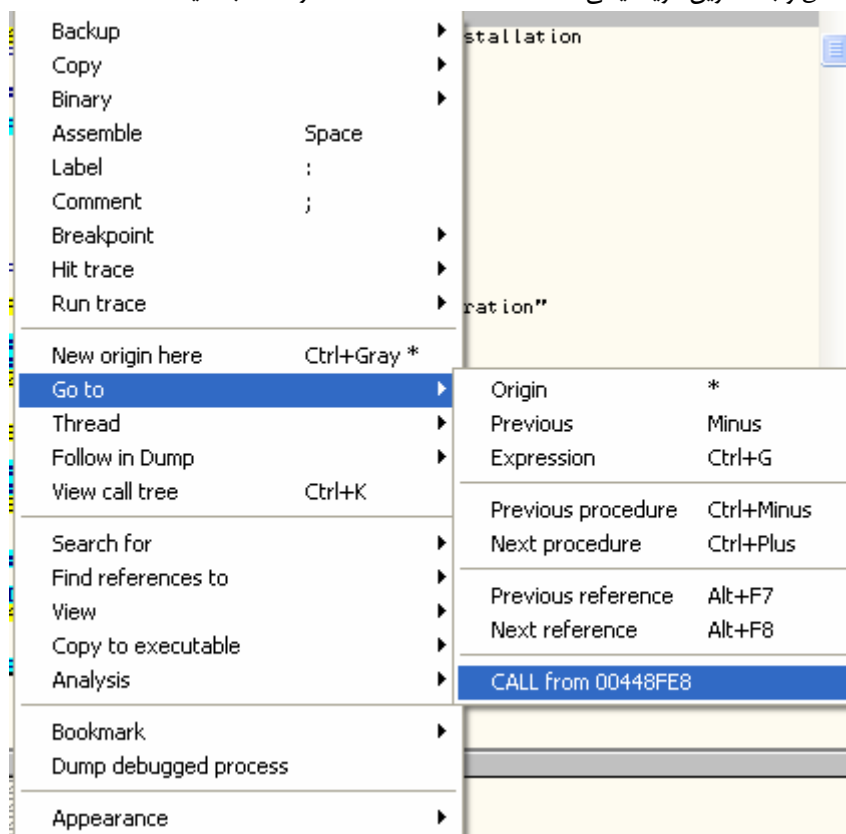 Backup
stallation
Copy
Binary
Assemble Space
Label :
Comment ;
Breakpoint
Hit trace
Run trace
ration"
New origin here Ctrl+Gray *
Go to
Origin *
Thread
Previous Minus
Follow in Dump
Expression Ctrl+G
View call tree Ctrl+K
Previous procedure Ctrl+Minus
Search for
Next procedure Ctrl+Plus
Find references to
Previous reference Alt+F7
View
Next reference Alt+F8
Copy to executable
Analysis
CALL from 00448FE8
Bookmark
Dump debugged process
Appearance